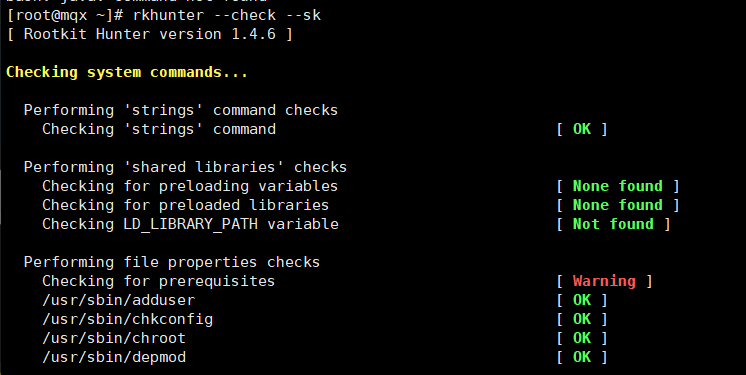 [root@mqx ~]# rkhunter --check --sk
[ Rootkit Hunter version 1.4.6 ]
Checking system commands...
Performing 'strings' command checks
Checking 'strings' command [ OK ]
Performing 'shared libraries' checks
Checking for preloading variables [ None found ]
Checking for preloaded libraries [ None found ]
Checking LD_LIBRARY_PATH variable [ Not found ]
Performing file properties checks
Checking for prerequisites [ Warning ]
/usr/sbin/adduser [ OK ]
/usr/sbin/chkconfig [ OK ]
/usr/sbin/chroot [ OK ]
/usr/sbin/depmod [ OK ]